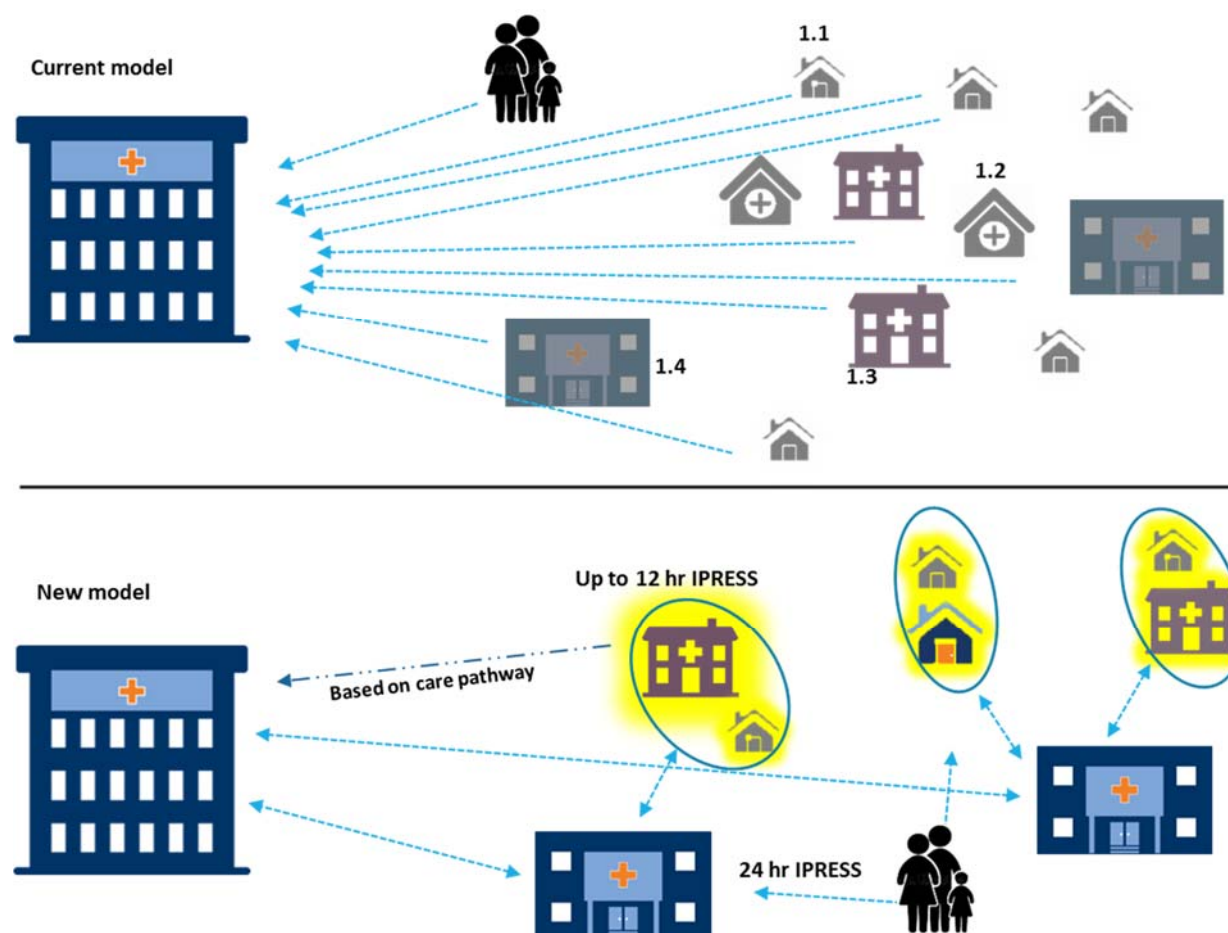 Current model
1.1
1.2
1.3
1.4
New model
Up to 12 hr IPRESS
Based on care pathway
24 hr IPRESS